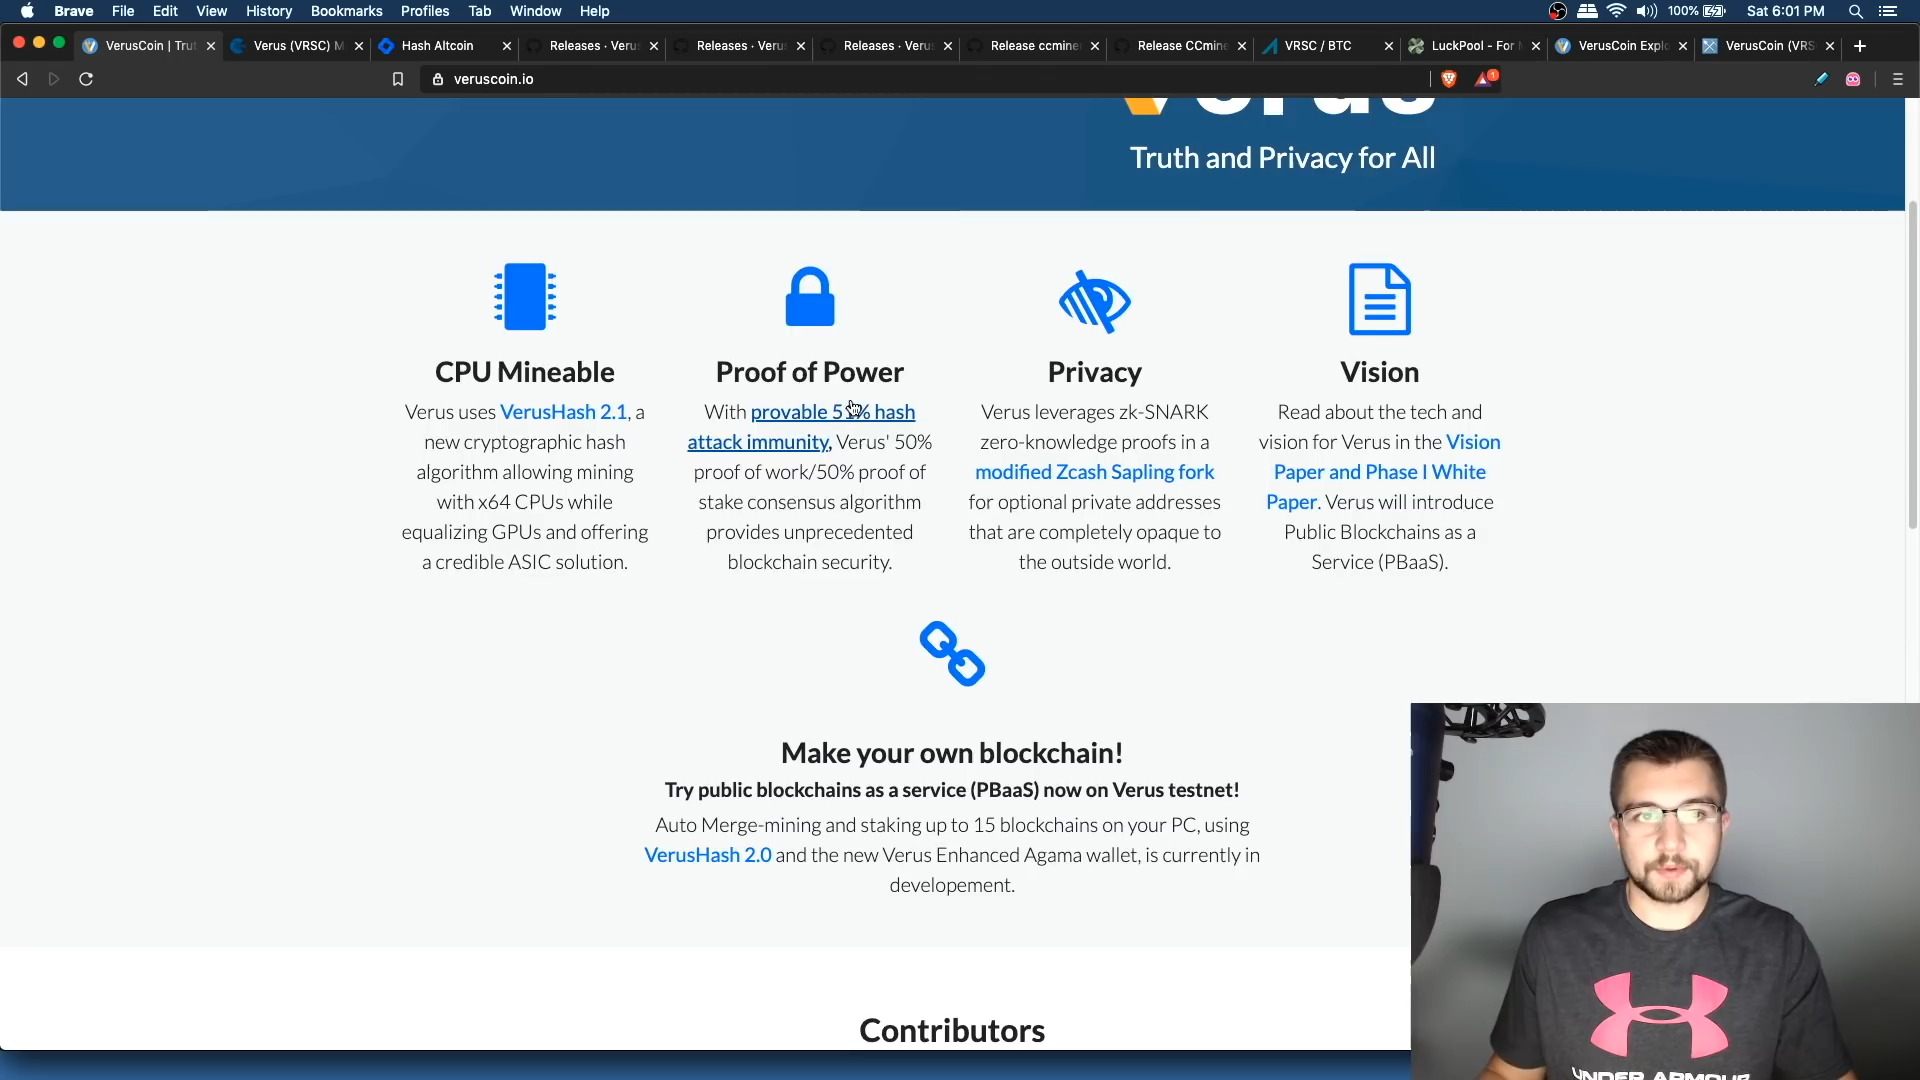 Brave File Edit View History Bookmarks Profiles Tab Window Help 100% Sat 6:01 PM
VerusCoin | Trut Verus (VRSC) M Hash Altcoin Releases · Verus Releases · Verus Releases · Verus Release ccmine Release CCmine VRSC / BTC LuckPool - For VerusCoin Explo VerusCoin (VRS
veruscoin.io 1
Verus
Truth and Privacy for All
CPU Mineable
Verus uses VerusHash 2.1, a
new cryptographic hash
algorithm allowing mining
with x64 CPUs while
equalizing GPUs and offering
a credible ASIC solution.
Proof of Power
With provable 51% hash
attack immunity, Verus' 50%
proof of work/50% proof of
stake consensus algorithm
provides unprecedented
blockchain security.
Privacy
Verus leverages zk-SNARK
zero-knowledge proofs in a
modified Zcash Sapling fork
for optional private addresses
that are completely opaque to
the outside world.
Vision
Read about the tech and
vision for Verus in the Vision
Paper and Phase I White
Paper. Verus will introduce
Public Blockchains as a
Service (PBaaS).
Make your own blockchain!
Try public blockchains as a service (PBaaS) now on Verus testnet!
Auto Merge-mining and staking up to 15 blockchains on your PC, using
VerusHash 2.0 and the new Verus Enhanced Agama wallet, is currently in
developement.
Contributors
UNDER ARMOUR